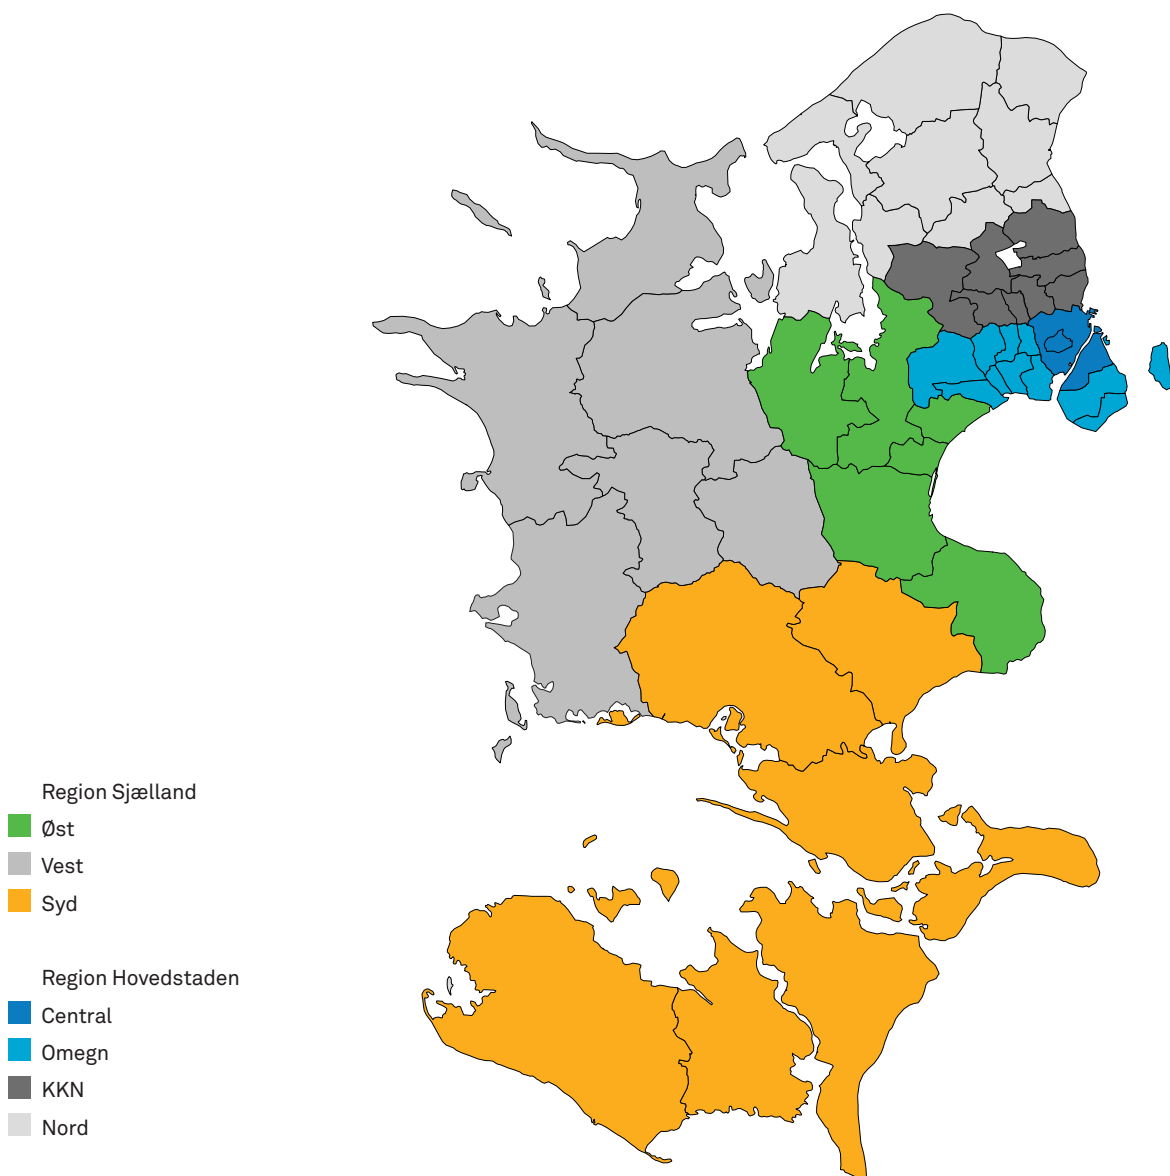 Region Sjælland
Øst
Vest
Syd
Region Hovedstaden
Central
Omegn
KKN
Nord